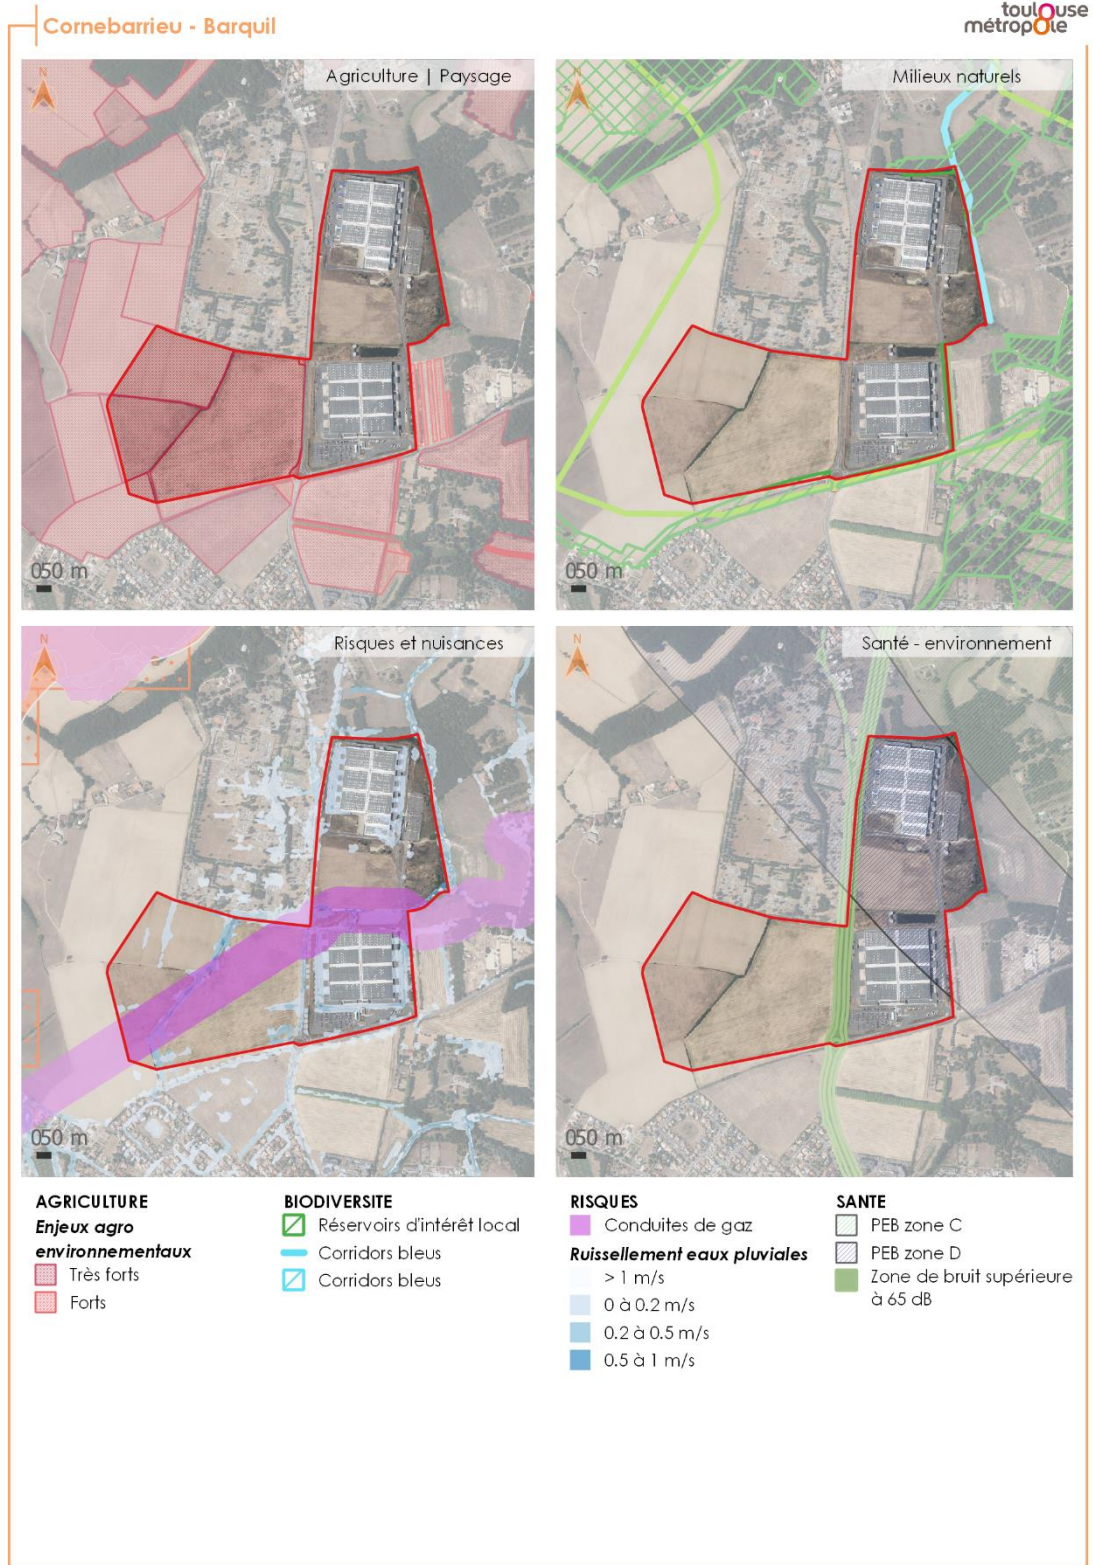 Cornebarrieu - Barquil
toulouse
métropole
N
Agriculture | Paysage
050 m
N
Milieux naturels
050 m
N
Risques et nuisances
050 m
N
Santé - environnement
050 m
AGRICULTURE
Enjeux agro
environnementaux
Très forts
Forts
BIODIVERSITE
Réservoirs d'intérêt local
Corridors bleus
Corridors bleus
RISQUES
Conduites de gaz
Ruissellement eaux pluviales
> 1 m/s
0 à 0.2 m/s
0.2 à 0.5 m/s
0.5 à 1 m/s
SANTE
PEB zone C
PEB zone D
Zone de bruit supérieure
à 65 dB